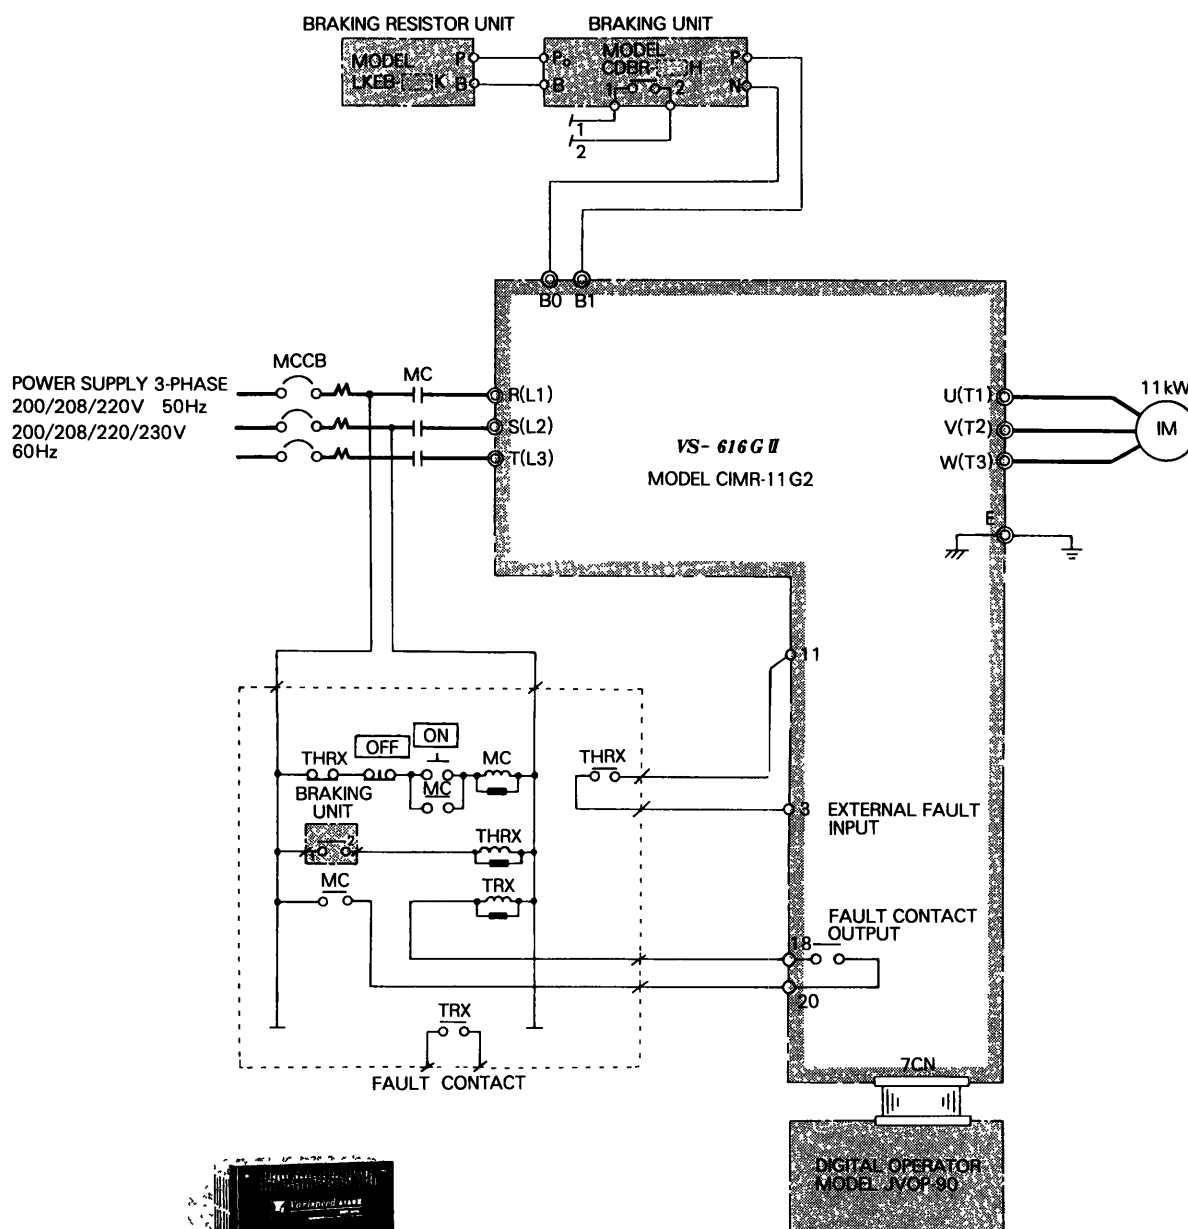 BRAKING RESISTOR UNIT
BRAKING UNIT
MODEL
LKEB-   K
P
B
P0
B
MODEL
CDBR-   H
1
2
P
N
1
2
B0
B1
MCCB
MC
POWER SUPPLY 3-PHASE
200/208/220V 50Hz
200/208/220/230V
60Hz
R(L1)
S(L2)
T(L3)
VS-616GII
MODEL CIMR-11G2
U(T1)
V(T2)
W(T3)
11kW
IM
E
11
THRX
OFF
ON
MC
MC
THRX
BRAKING
UNIT
1
2
THRX
3
EXTERNAL FAULT
INPUT
MC
TRX
FAULT CONTACT
OUTPUT
18
20
TRX
FAULT CONTACT
7CN
DIGITAL OPERATOR
MODEL JVOP-90
Varispeed 616GII